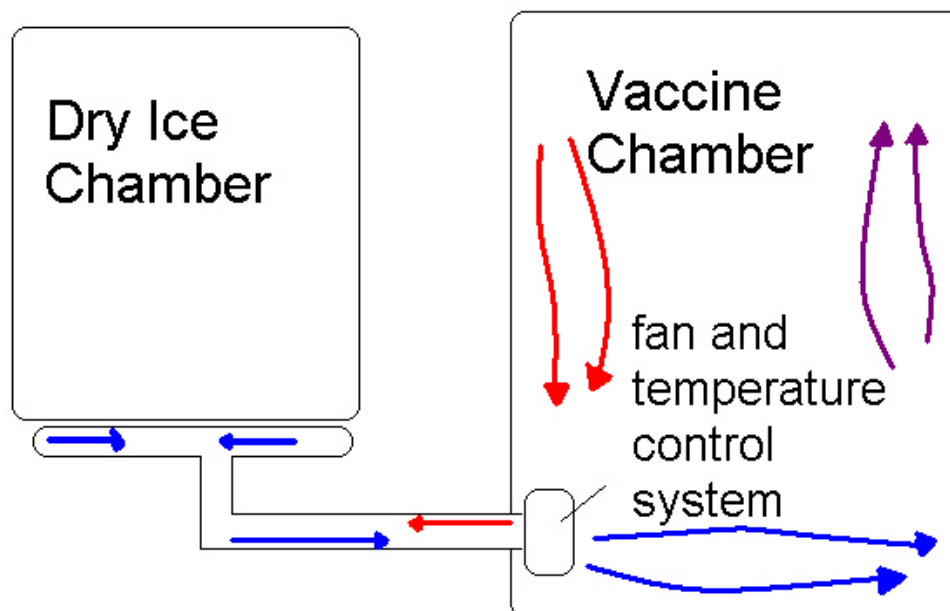 Dry Ice
Chamber
Vaccine
Chamber
fan and
temperature
control
system